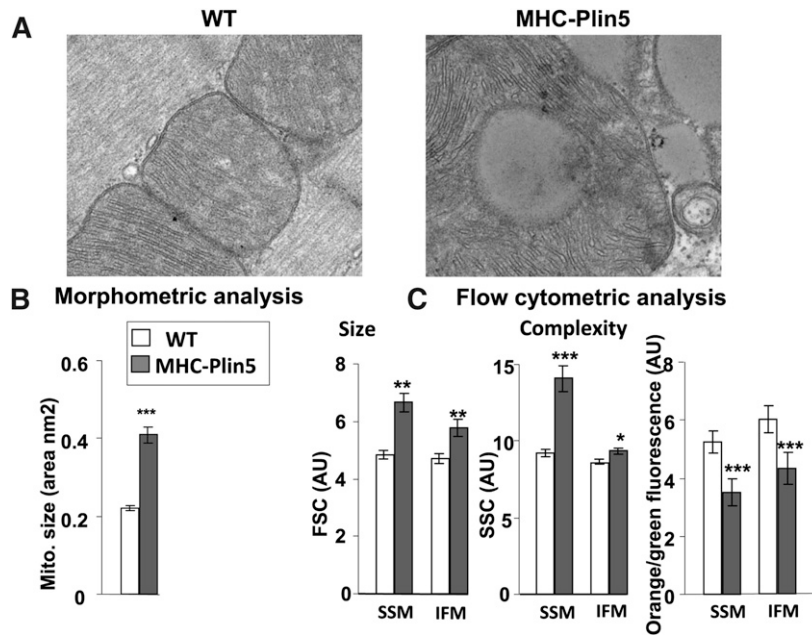 A
WT
MHC-Plin5
B
Morphometric analysis
C
Flow cytometric analysis
WT
MHC-Plin5
Mito. size (area nm2)
0.6
0.4
0.2
0
***
Size
FSC (AU)
8
6
4
2
0
**
**
SSM
IFM
Complexity
SSC (AU)
15
10
5
0
***
*
SSM
IFM
Orange/green fluorescence (AU)
8
6
4
2
0
***
***
SSM
IFM